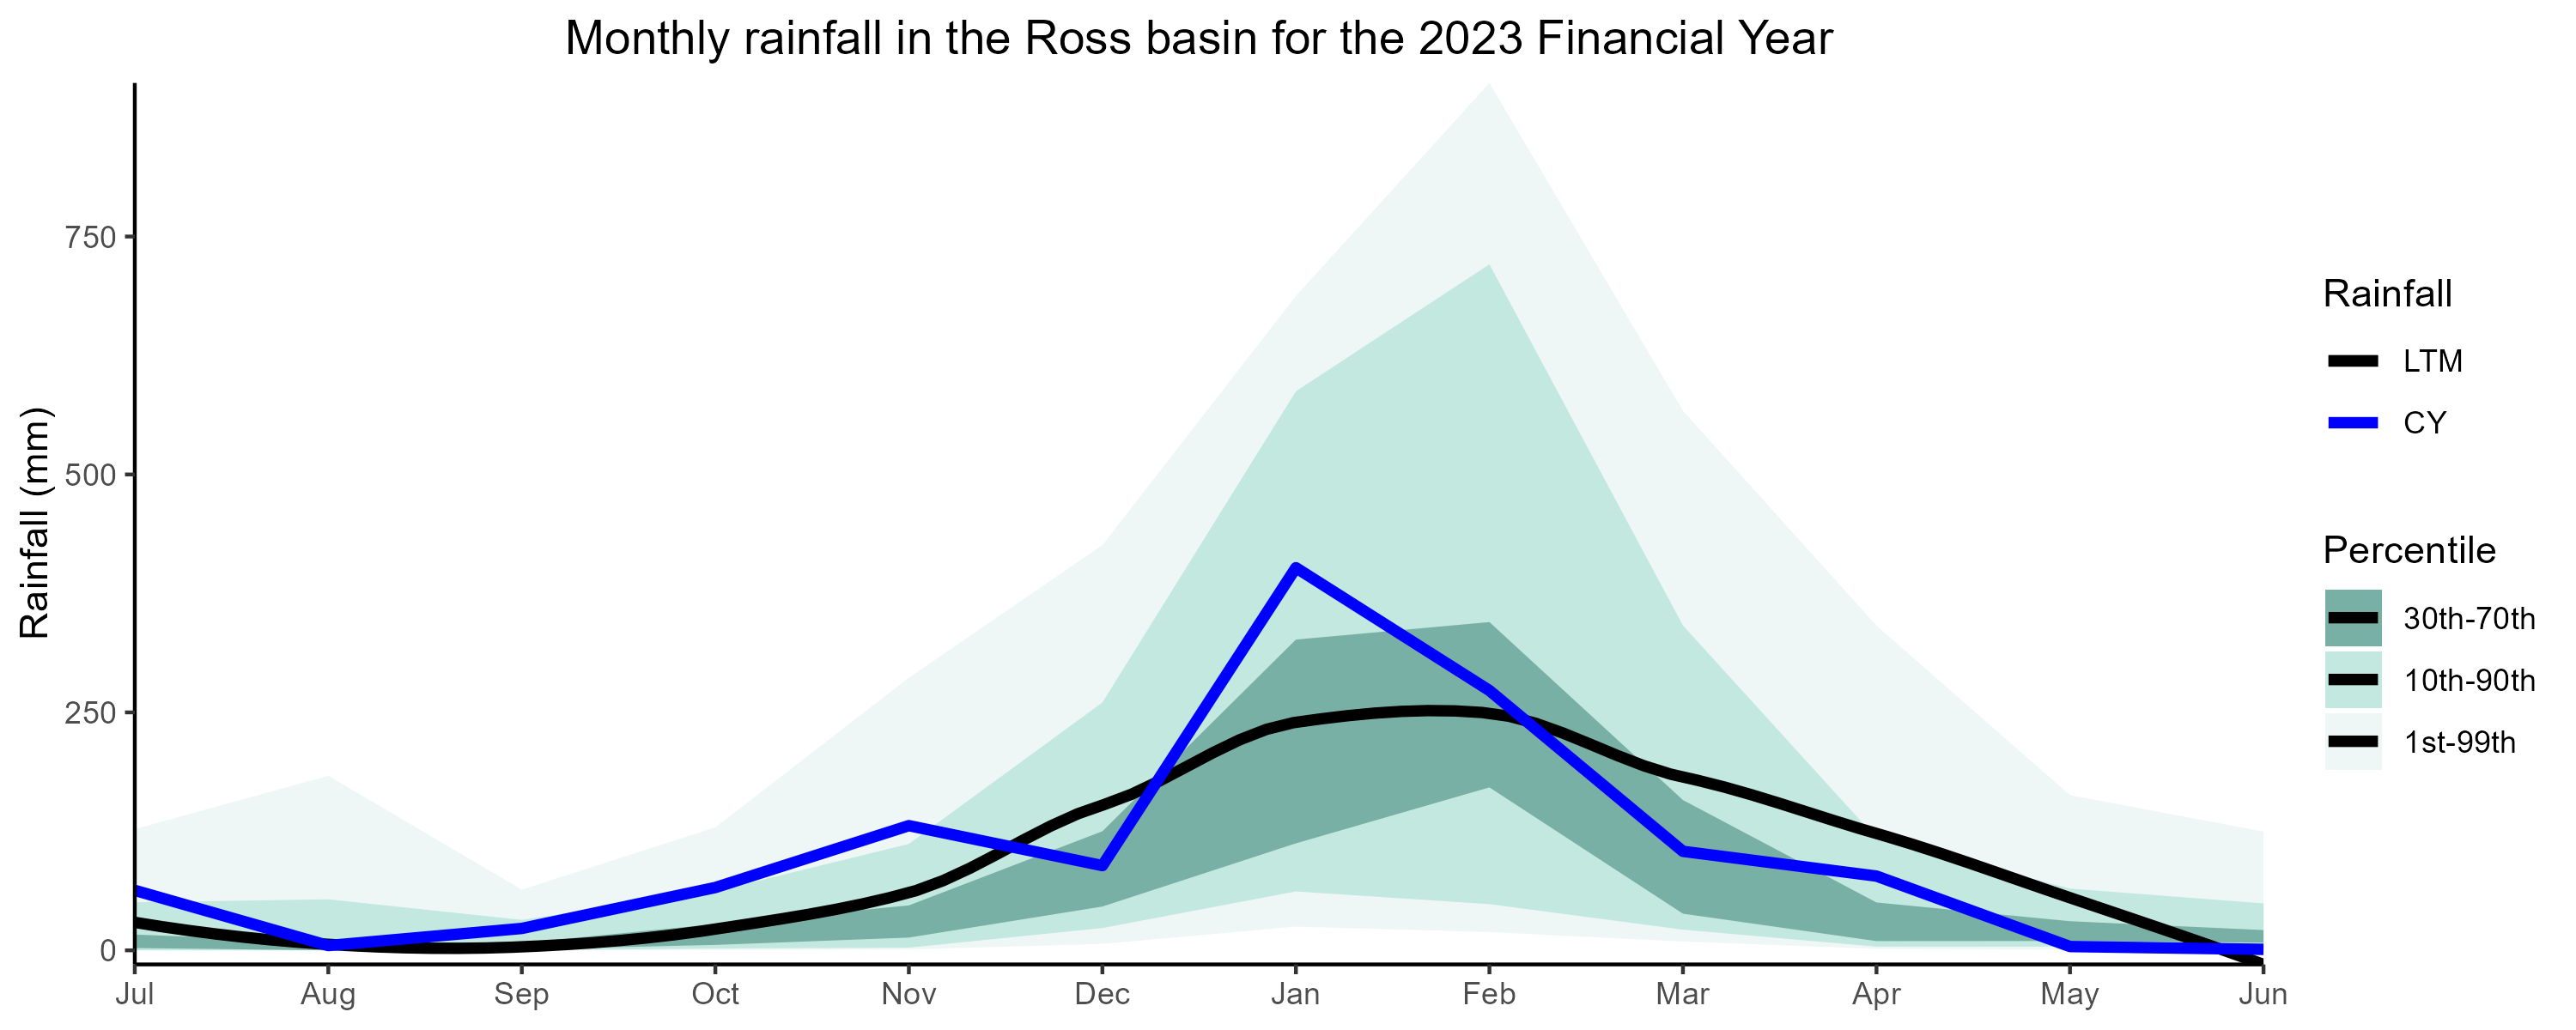 Monthly rainfall in the Ross basin for the 2023 Financial Year
Rainfall (mm)
750
500
250
0
Jul Aug Sep Oct Nov Dec Jan Feb Mar Apr May Jun
Rainfall
LTM
CY
Percentile
30th-70th
10th-90th
1st-99th